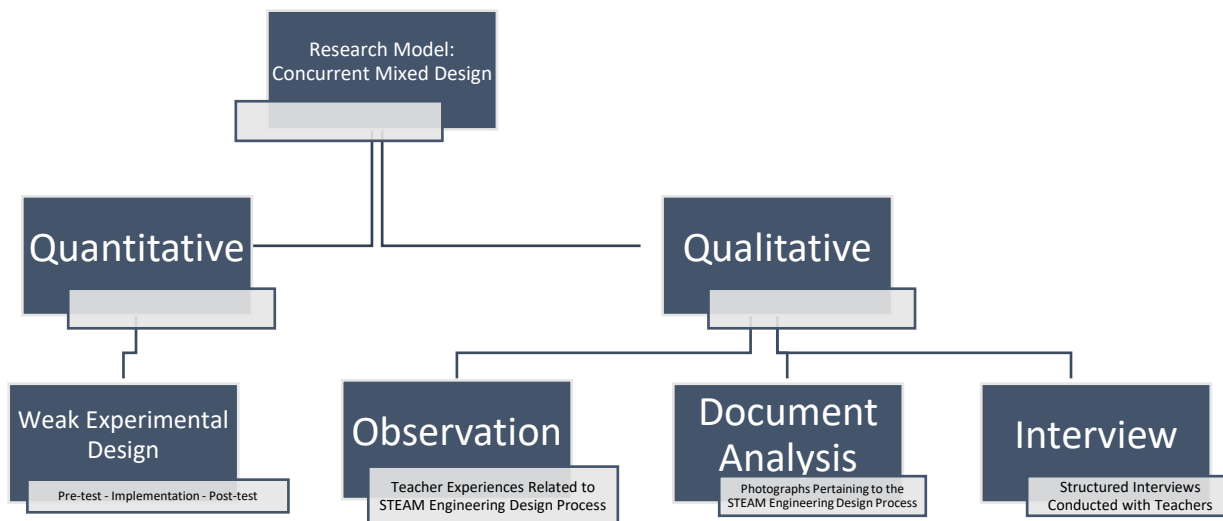 Research Model:
Concurrent Mixed Design
Quantitative
Qualitative
Weak Experimental
Design
Pre-test - Implementation - Post-test
Observation
Teacher Experiences Related to
STEAM Engineering Design Process
Document
Analysis
Photographs Pertaining to the
STEAM Engineering Design Process
Interview
Structured Interviews
Conducted with Teachers